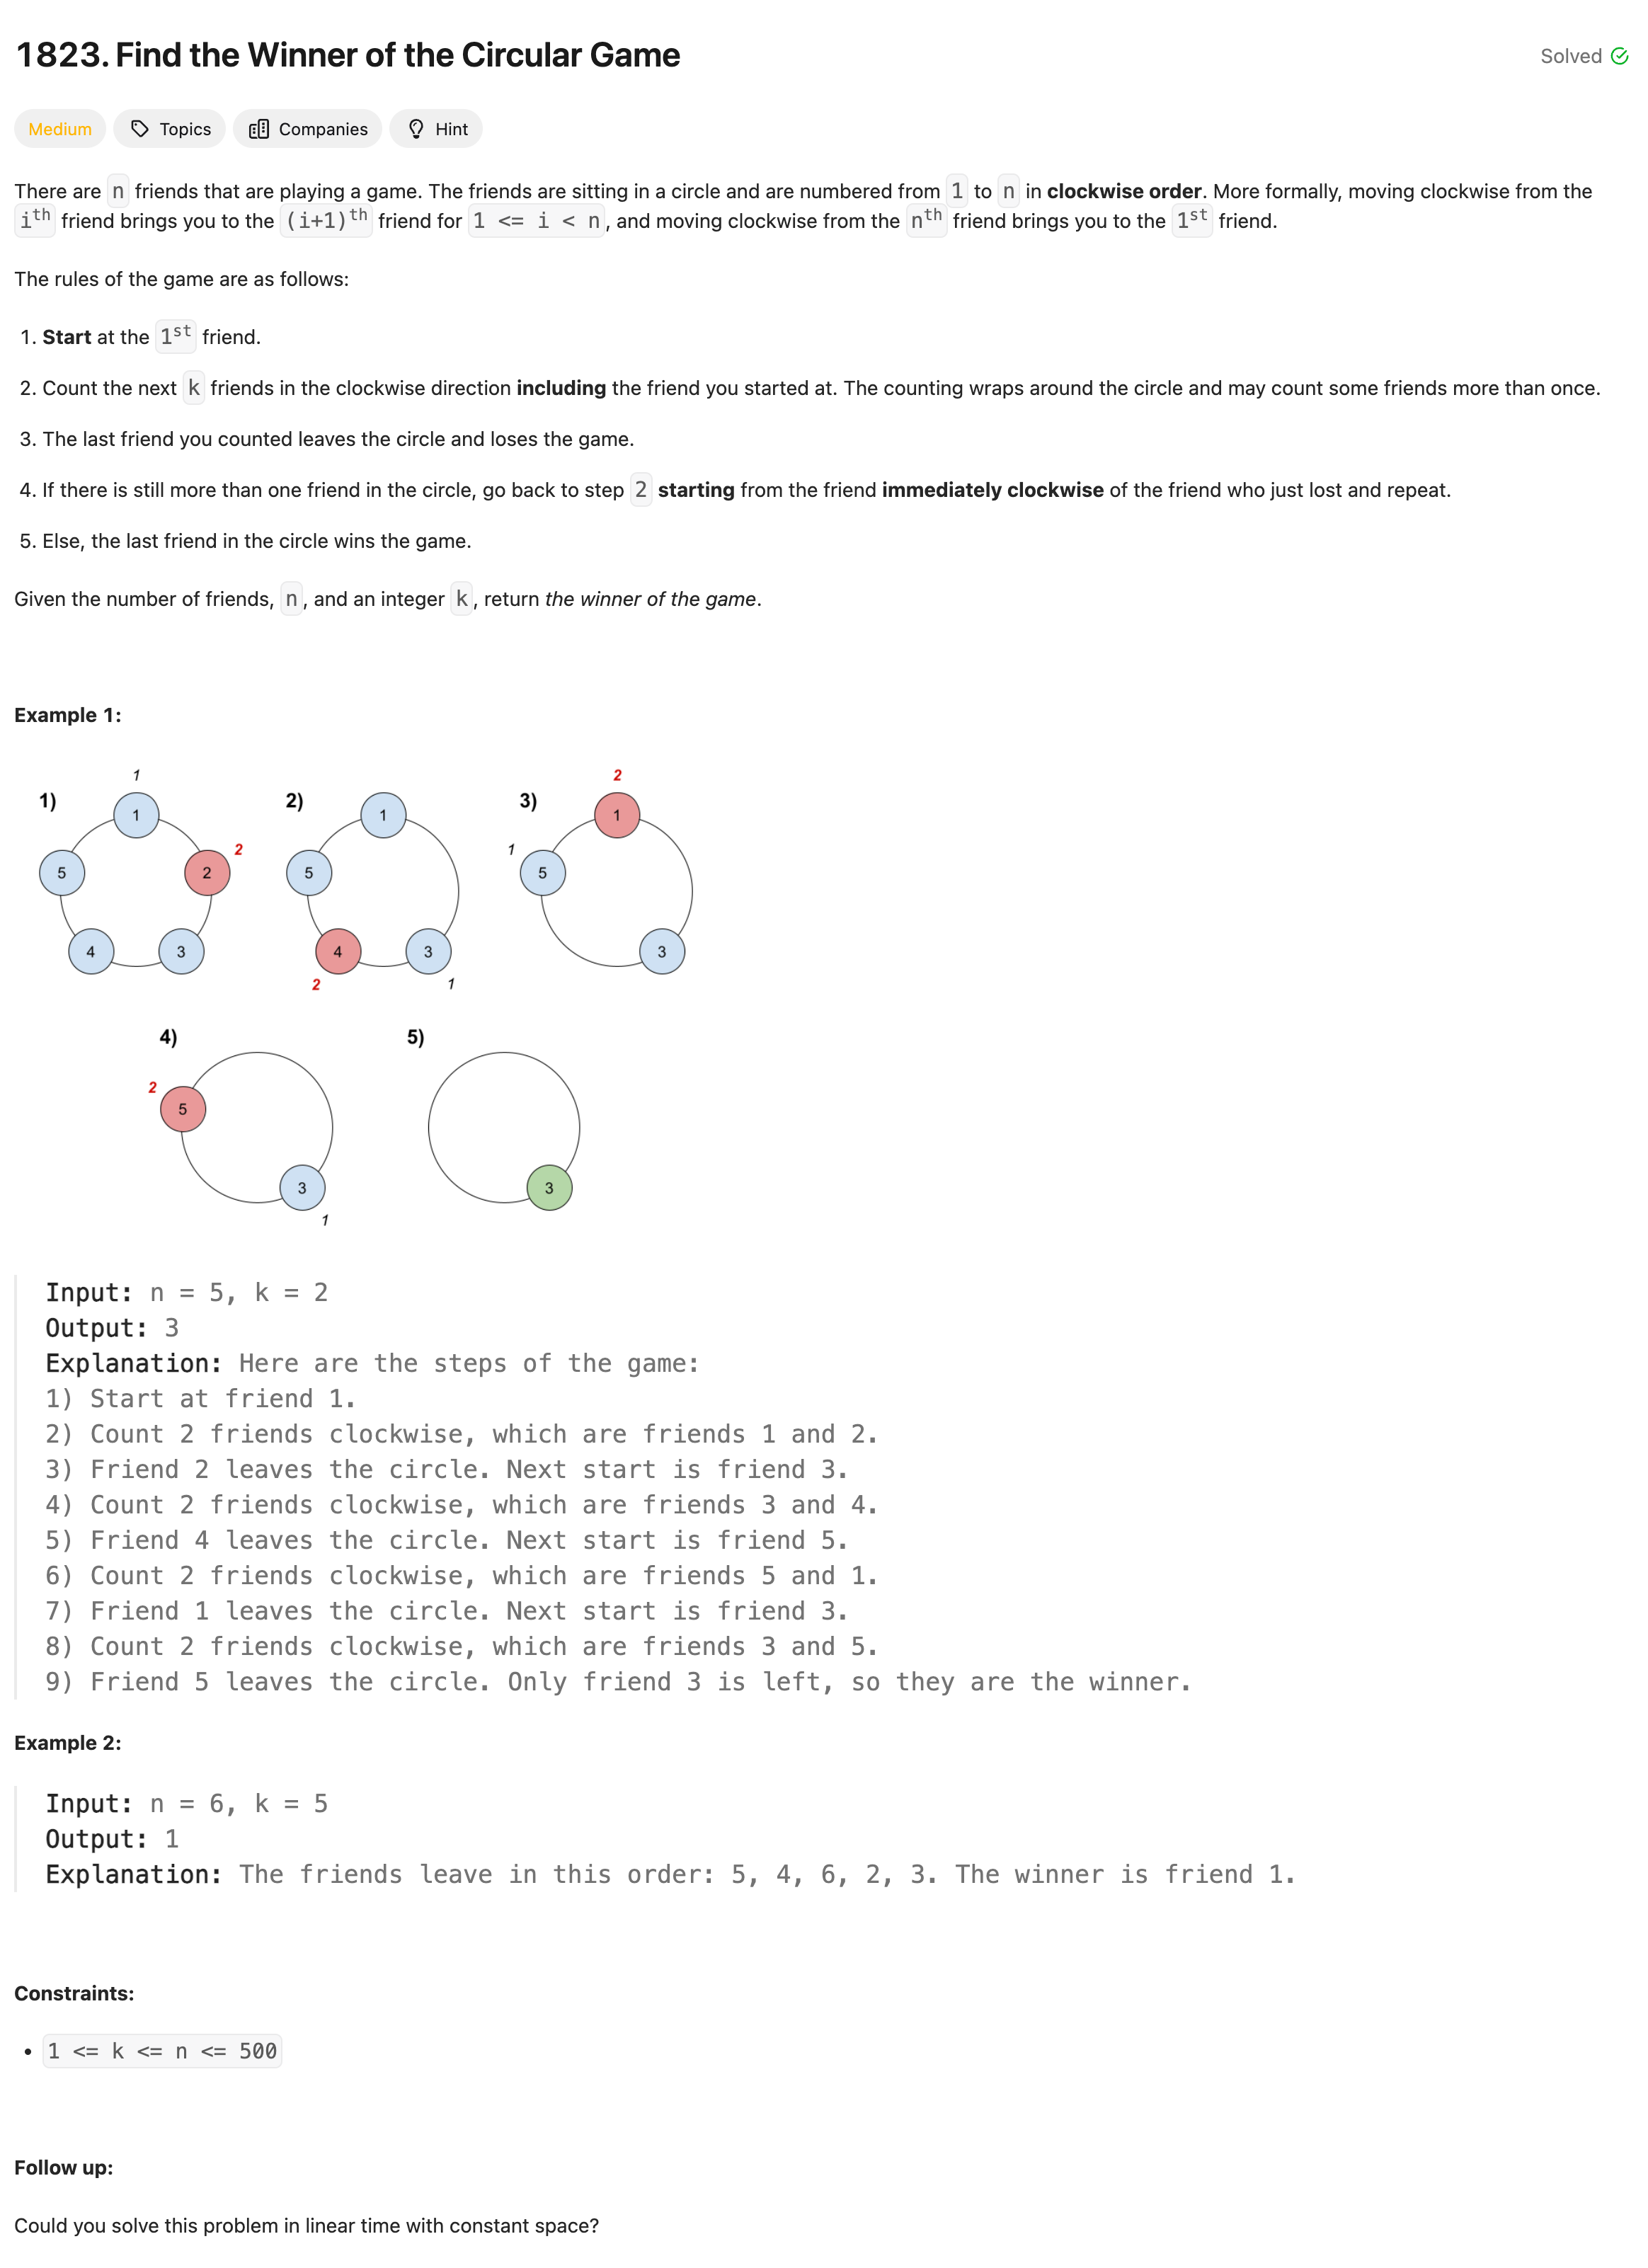 1823. Find the Winner of the Circular Game
Solved
Medium Topics Companies Hint
There are n friends that are playing a game. The friends are sitting in a circle and are numbered from 1 to n in clockwise order. More formally, moving clockwise from the
ith friend brings you to the (i+1)th friend for 1 <= i < n, and moving clockwise from the nth friend brings you to the 1st friend.
The rules of the game are as follows:
1. Start at the 1st friend.
2. Count the next k friends in the clockwise direction including the friend you started at. The counting wraps around the circle and may count some friends more than once.
3. The last friend you counted leaves the circle and loses the game.
4. If there is still more than one friend in the circle, go back to step 2 starting from the friend immediately clockwise of the friend who just lost and repeat.
5. Else, the last friend in the circle wins the game.
Given the number of friends, n, and an integer k, return the winner of the game.
Example 1:
1 2
1) 2) 3)
1 1 1
2 1
5 2 5 5
4 3 4 3 3
2 1
4) 5)
2
5
3 3
1
Input: n = 5, k = 2
Output: 3
Explanation: Here are the steps of the game:
1) Start at friend 1.
2) Count 2 friends clockwise, which are friends 1 and 2.
3) Friend 2 leaves the circle. Next start is friend 3.
4) Count 2 friends clockwise, which are friends 3 and 4.
5) Friend 4 leaves the circle. Next start is friend 5.
6) Count 2 friends clockwise, which are friends 5 and 1.
7) Friend 1 leaves the circle. Next start is friend 3.
8) Count 2 friends clockwise, which are friends 3 and 5.
9) Friend 5 leaves the circle. Only friend 3 is left, so they are the winner.
Example 2:
Input: n = 6, k = 5
Output: 1
Explanation: The friends leave in this order: 5, 4, 6, 2, 3. The winner is friend 1.
Constraints:
• 1 <= k <= n <= 500
Follow up:
Could you solve this problem in linear time with constant space?